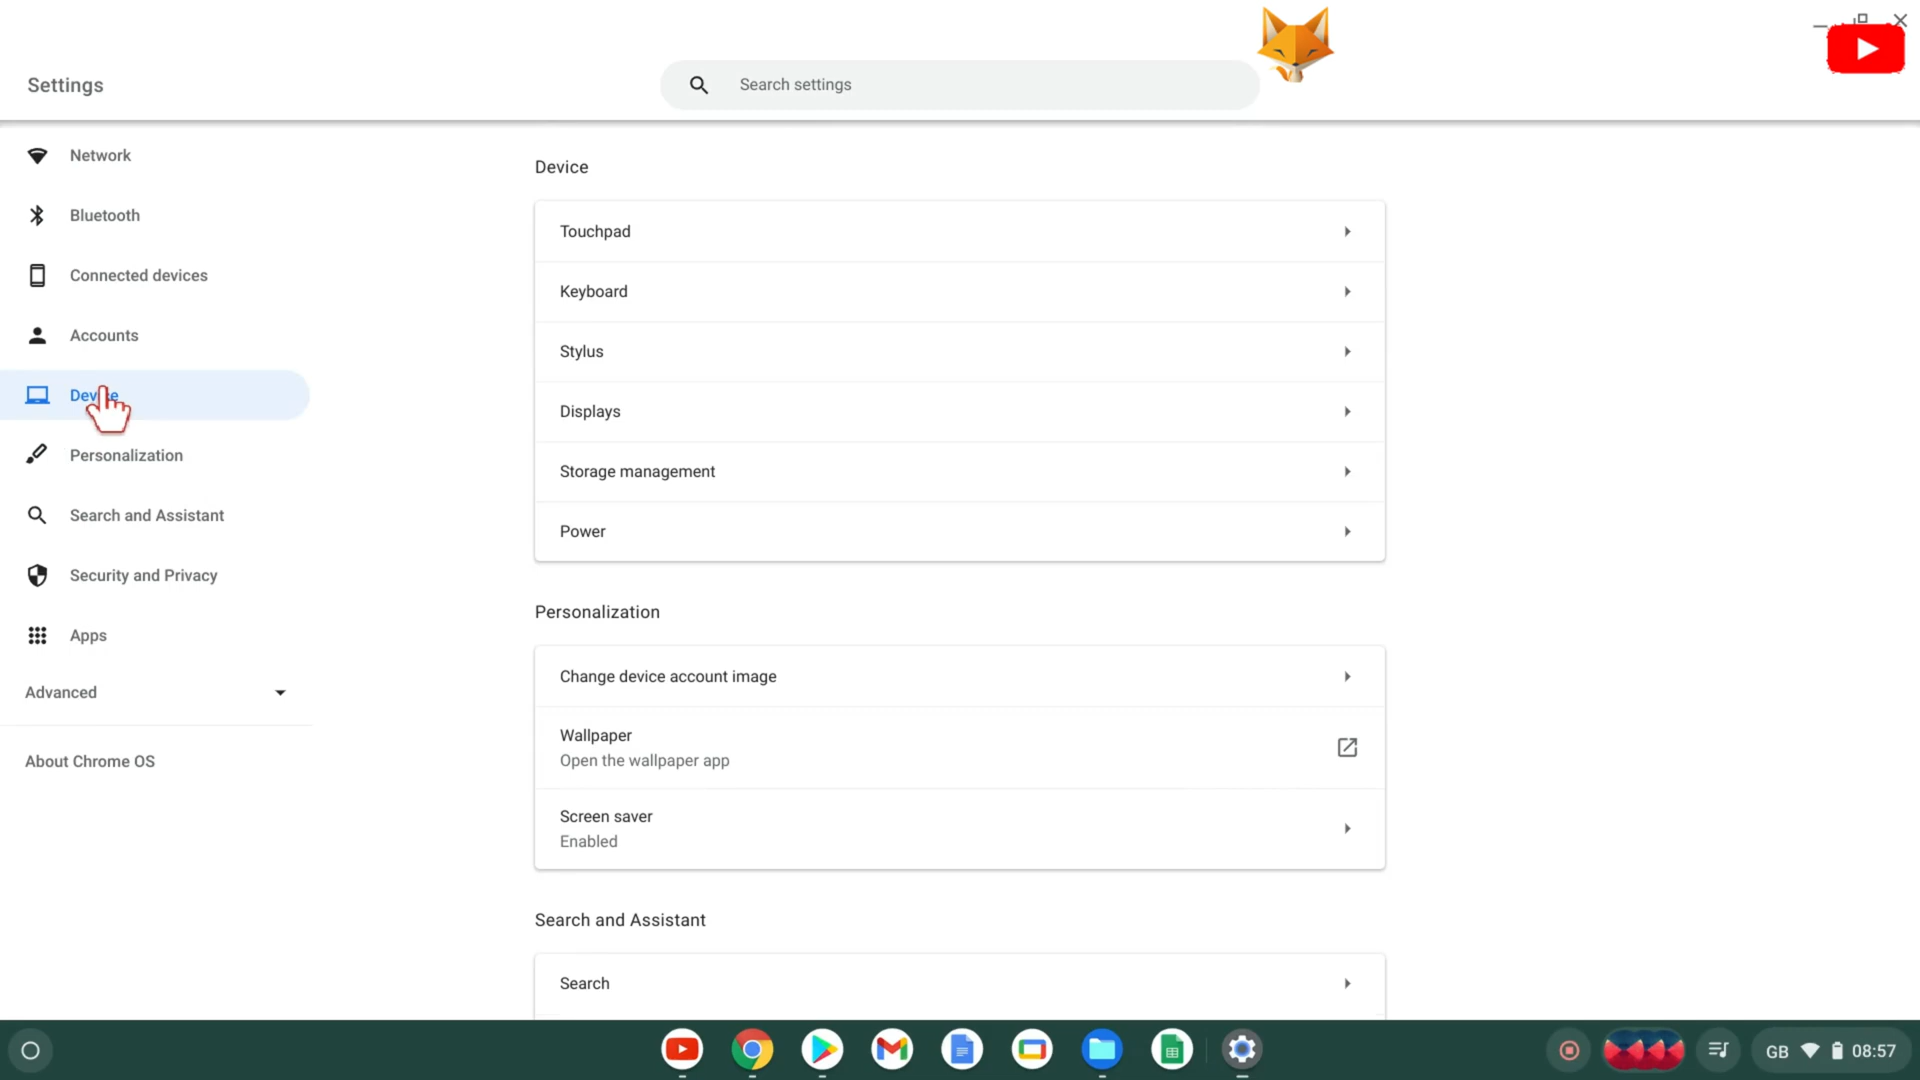 Settings
Search settings
Network
Bluetooth
Connected devices
Accounts
Device
Personalization
Search and Assistant
Security and Privacy
Apps
Advanced
About Chrome OS
Device
Touchpad
Keyboard
Stylus
Displays
Storage management
Power
Personalization
Change device account image
Wallpaper
Open the wallpaper app
Screen saver
Enabled
Search and Assistant
Search
GB 08:57